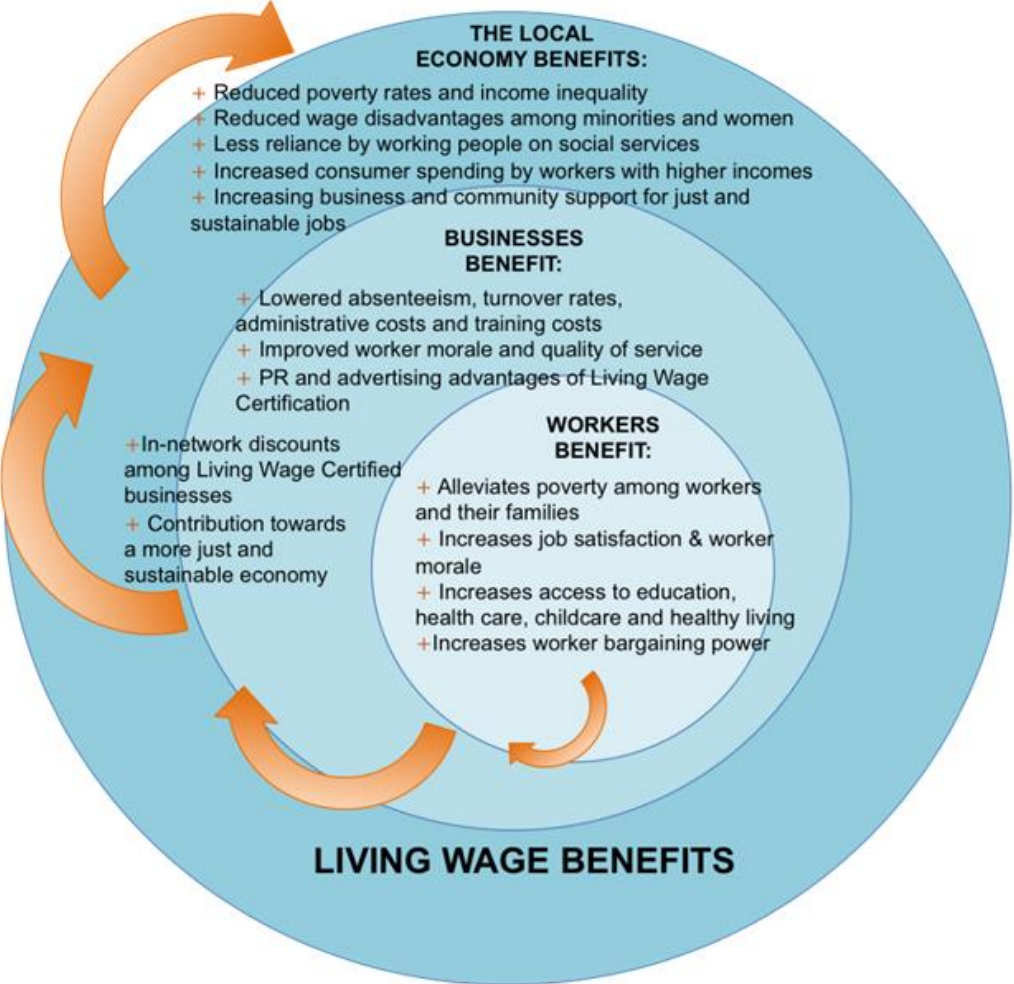 THE LOCAL
ECONOMY BENEFITS:
+ Reduced poverty rates and income inequality
+ Reduced wage disadvantages among minorities and women
+ Less reliance by working people on social services
+ Increased consumer spending by workers with higher incomes
+ Increasing business and community support for just and
sustainable jobs
BUSINESSES
BENEFIT:
+ Lowered absenteeism, turnover rates,
administrative costs and training costs
+ Improved worker morale and quality of service
+ PR and advertising advantages of Living Wage
Certification
+In-network discounts
among Living Wage Certified
businesses
+ Contribution towards
a more just and
sustainable economy
WORKERS
BENEFIT:
+ Alleviates poverty among workers
and their families
+ Increases job satisfaction & worker
morale
+ Increases access to education,
health care, childcare and healthy living
+Increases worker bargaining power
LIVING WAGE BENEFITS